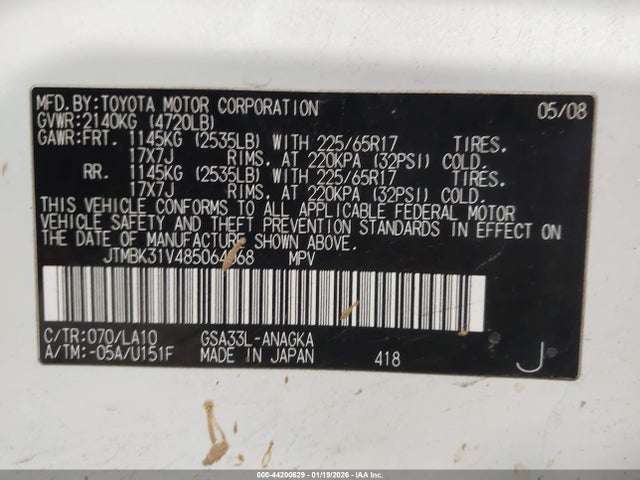 MFD.BY:TOYOTA MOTOR CORPORATION 05/08
GVWR:2140KG (4720LB)
GAWR:FRT. 1145KG (2535LB) WITH 225/65R17 TIRES.
17X7J RIMS, AT 220KPA (32PSI) COLD.
RR. 1145KG (2535LB) WITH 225/65R17 TIRES.
17X7J RIMS, AT 220KPA (32PSI) COLD.
THIS VEHICLE CONFORMS TO ALL APPLICABLE FEDERAL MOTOR
VEHICLE SAFETY AND THEFT PREVENTION STANDARDS IN EFFECT ON
THE DATE OF MANUFACTURE SHOWN ABOVE.
JTMBK31V485064068 MPV
C/TR:070/LA10 GSA33L-ANAGKA
A/TM:-05A/U151F MADE IN JAPAN 418 J
000-44200629 - 01/19/2026 - IAAI Inc.